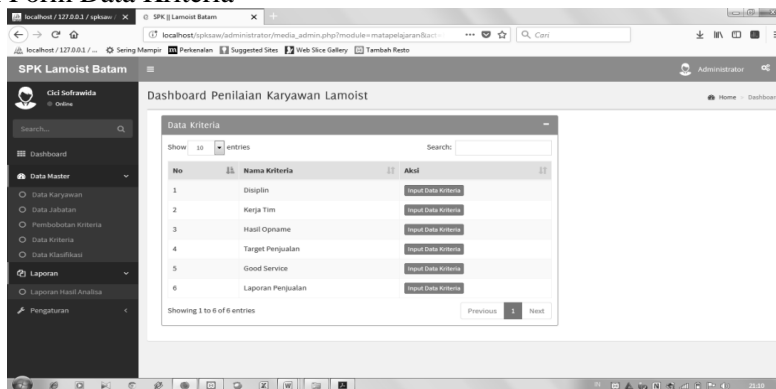 Form Data Kriteria
localhost / 127.0.0.1 / spksaw /
SPK || Lamoist Batam
localhost/spksaw/administrator/media_admin.php?module=matapelajaran&act=
Cari
localhost / 127.0.0.1 / ...
Sering Mampir
Perkenalan
Suggested Sites
Web Slice Gallery
Tambah Resto
SPK Lamoist Batam
Administrator
Cici Sofrawida
Online
Dashboard Penilaian Karyawan Lamoist
Home
Dashboar
Search...
Dashboard
Data Master
Data Karyawan
Data Jabatan
Pembobotan Kriteria
Data Kriteria
Data Klasifikasi
Laporan
Laporan Hasil Analisa
Pengaturan
Data Kriteria
Show 10 entries
Search:
No Nama Kriteria Aksi
1 Disiplin Input Data Kriteria
2 Kerja Tim Input Data Kriteria
3 Hasil Opname Input Data Kriteria
4 Target Penjualan Input Data Kriteria
5 Good Service Input Data Kriteria
6 Laporan Penjualan Input Data Kriteria
Showing 1 to 6 of 6 entries
Previous 1 Next
21:10